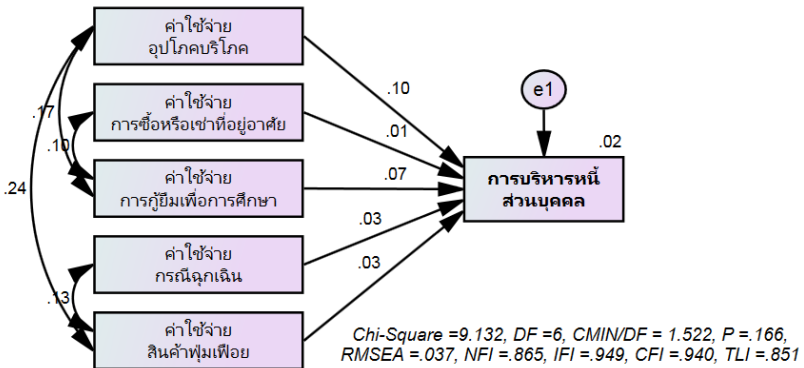 ค่าใช้จ่าย
อุปโภคบริโภค
ค่าใช้จ่าย
การซื้อหรือเช่าที่อยู่อาศัย
ค่าใช้จ่าย
การกู้ยืมเพื่อการศึกษา
ค่าใช้จ่าย
กรณีฉุกเฉิน
ค่าใช้จ่าย
สินค้าฟุ่มเฟือย
.17
.10
.24
.13
.10
.01
.07
.03
.03
e1
.02
การบริหารหนี้
ส่วนบุคคล
Chi-Square =9.132, DF =6, CMIN/DF = 1.522, P =.166,
RMSEA =.037, NFI =.865, IFI =.949, CFI =.940, TLI =.851